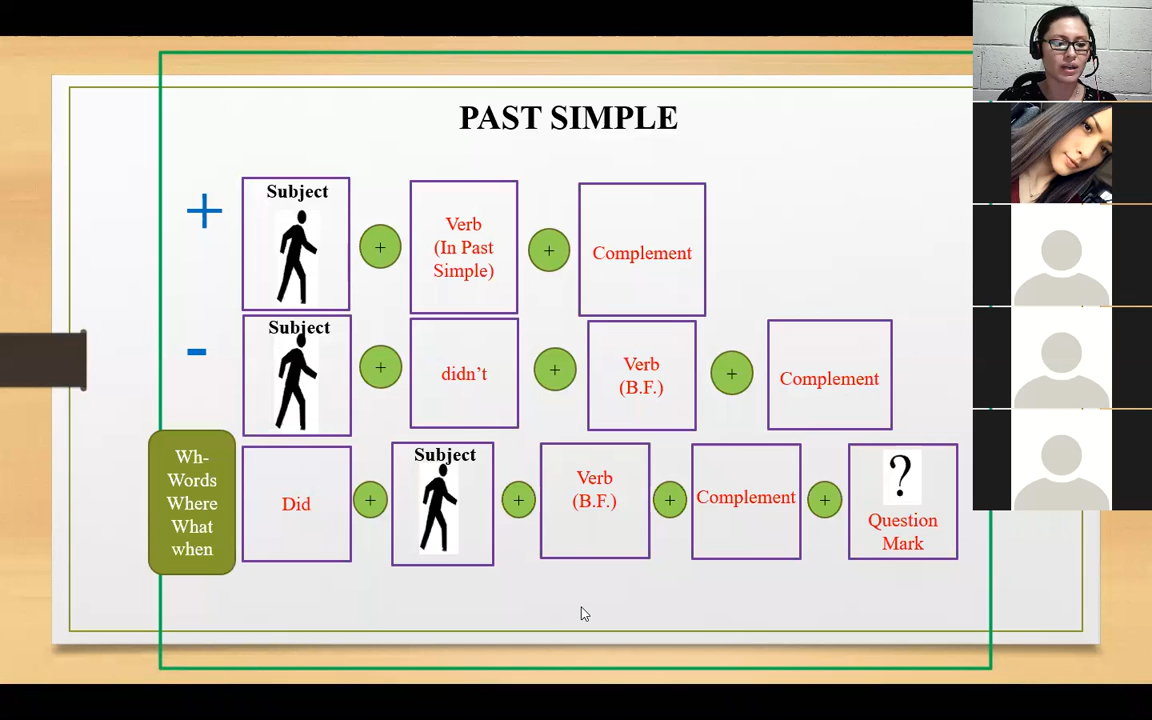 PAST SIMPLE
+
Subject
+
Verb
(In Past
Simple)
+
Complement
-
Subject
+
didn't
+
Verb
(B.F.)
+
Complement
Wh-
Words
Where
What
when
Did
+
Subject
+
Verb
(B.F.)
+
Complement
+
?
Question
Mark